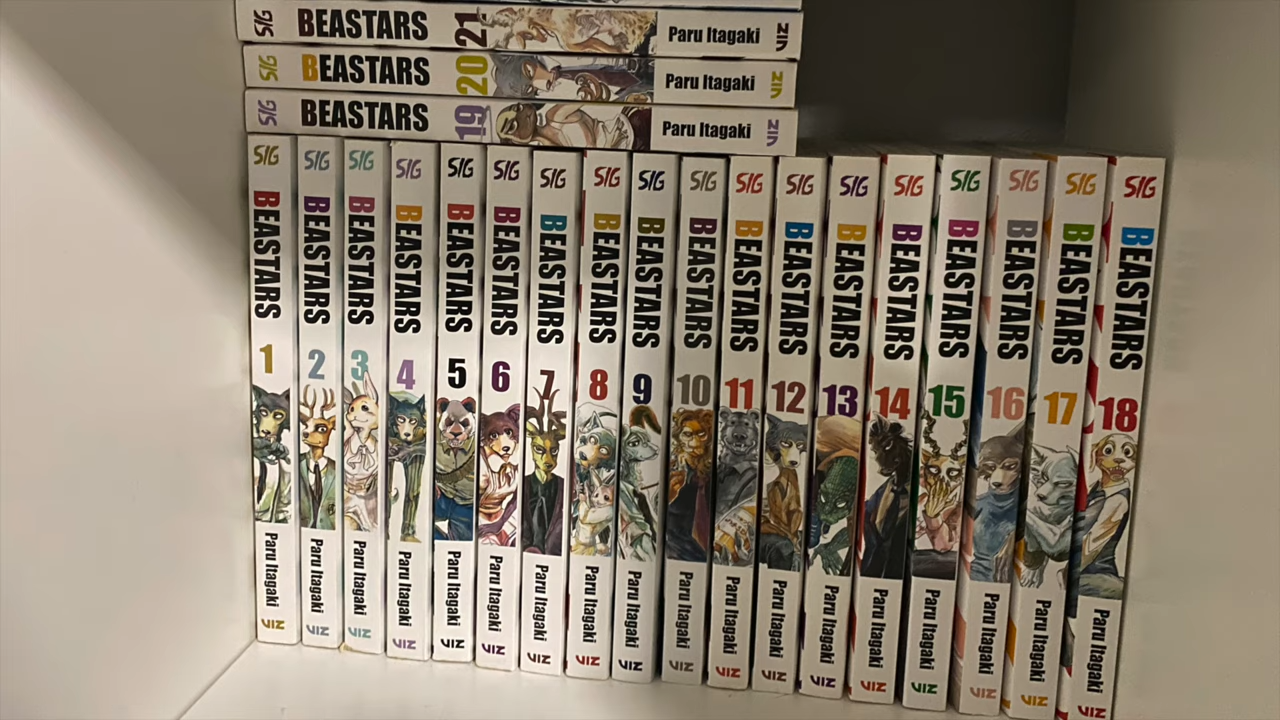 SIG BEASTARS 21 Paru Itagaki VIZ
SIG BEASTARS 20 Paru Itagaki VIZ
SIG BEASTARS 19 Paru Itagaki VIZ
SIG BEASTARS 1 Paru Itagaki VIZ
SIG BEASTARS 2 Paru Itagaki VIZ
SIG BEASTARS 3 Paru Itagaki VIZ
SIG BEASTARS 4 Paru Itagaki VIZ
SIG BEASTARS 5 Paru Itagaki VIZ
SIG BEASTARS 6 Paru Itagaki VIZ
SIG BEASTARS 7 Paru Itagaki VIZ
SIG BEASTARS 8 Paru Itagaki VIZ
SIG BEASTARS 9 Paru Itagaki VIZ
SIG BEASTARS 10 Paru Itagaki VIZ
SIG BEASTARS 11 Paru Itagaki VIZ
SIG BEASTARS 12 Paru Itagaki VIZ
SIG BEASTARS 13 Paru Itagaki VIZ
SIG BEASTARS 14 Paru Itagaki VIZ
SIG BEASTARS 15 Paru Itagaki VIZ
SIG BEASTARS 16 Paru Itagaki VIZ
SIG BEASTARS 17 Paru Itagaki VIZ
SIG BEASTARS 18 Paru Itagaki VIZ